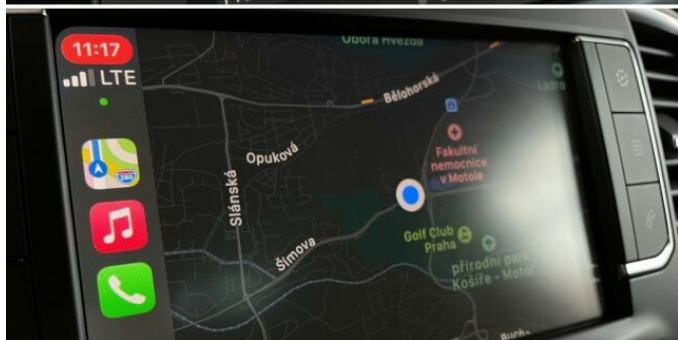 11:17
LTE
Obora Hvězda
Bělohorská
Ladro
Opuková
Fakultní
nemocnice
v Motole
Slánská
Golf Club
Praha
Šimova
přírodní park
Košíře - Motol